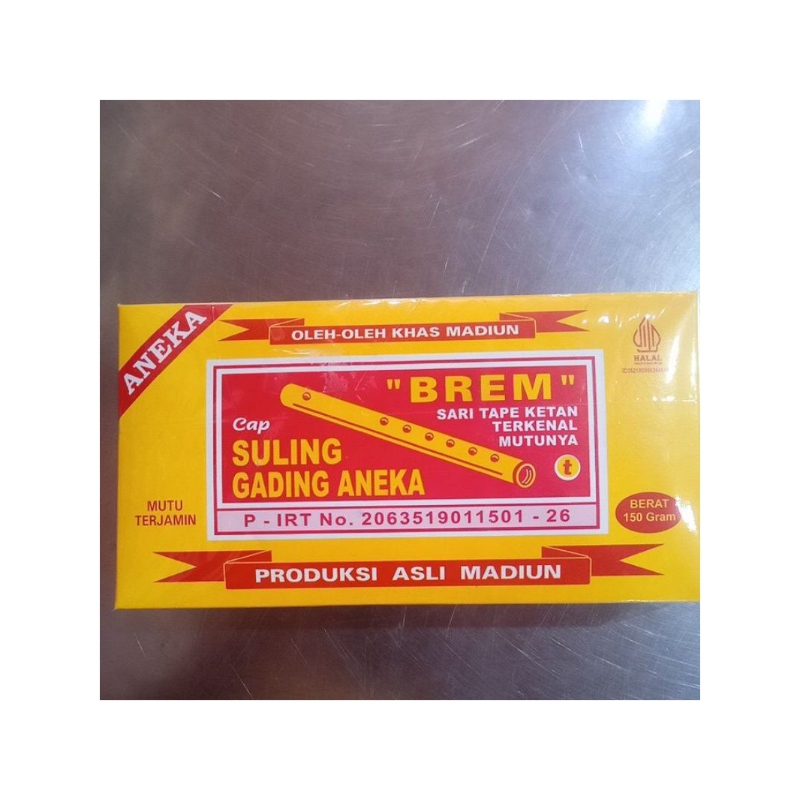 ANEKA
OLEH-OLEH KHAS MADIUN
HALAL
"BREM"
SARI TAPE KETAN
TERKENAL
MUTUNYA
Cap
SULING
GADING ANEKA
t
MUTU
TERJAMIN
P - IRT No. 2063519011501 - 26
BERAT
150 Gram
PRODUKSI ASLI MADIUN